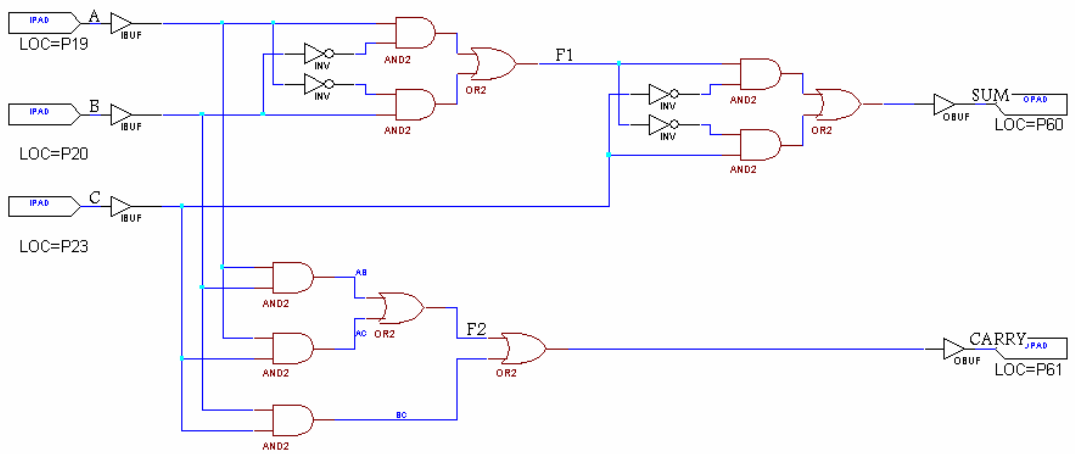 IPAD A IBUF
LOC=P19
INV AND2
INV AND2
OR2 F1
IPAD B IBUF
LOC=P20
INV AND2
INV AND2
OR2
OBUF SUM OPAD
LOC=P60
IPAD C IBUF
LOC=P23
AND2 AB
AND2 AC
OR2 F2
AND2 BC
OR2
OBUF CARRY
LOC=P61